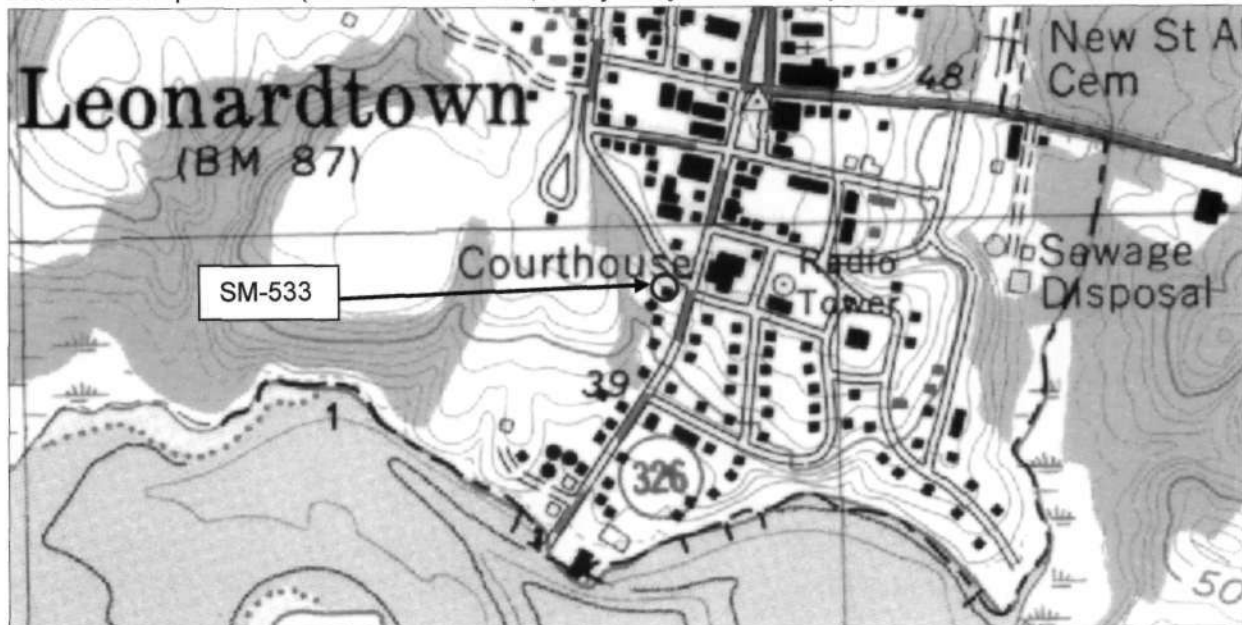 New St
Cem
48
Leonardtown
(BM 87)
Courthouse
Radio
Tower
Sewage
Disposal
SM-533
39
1
326
50